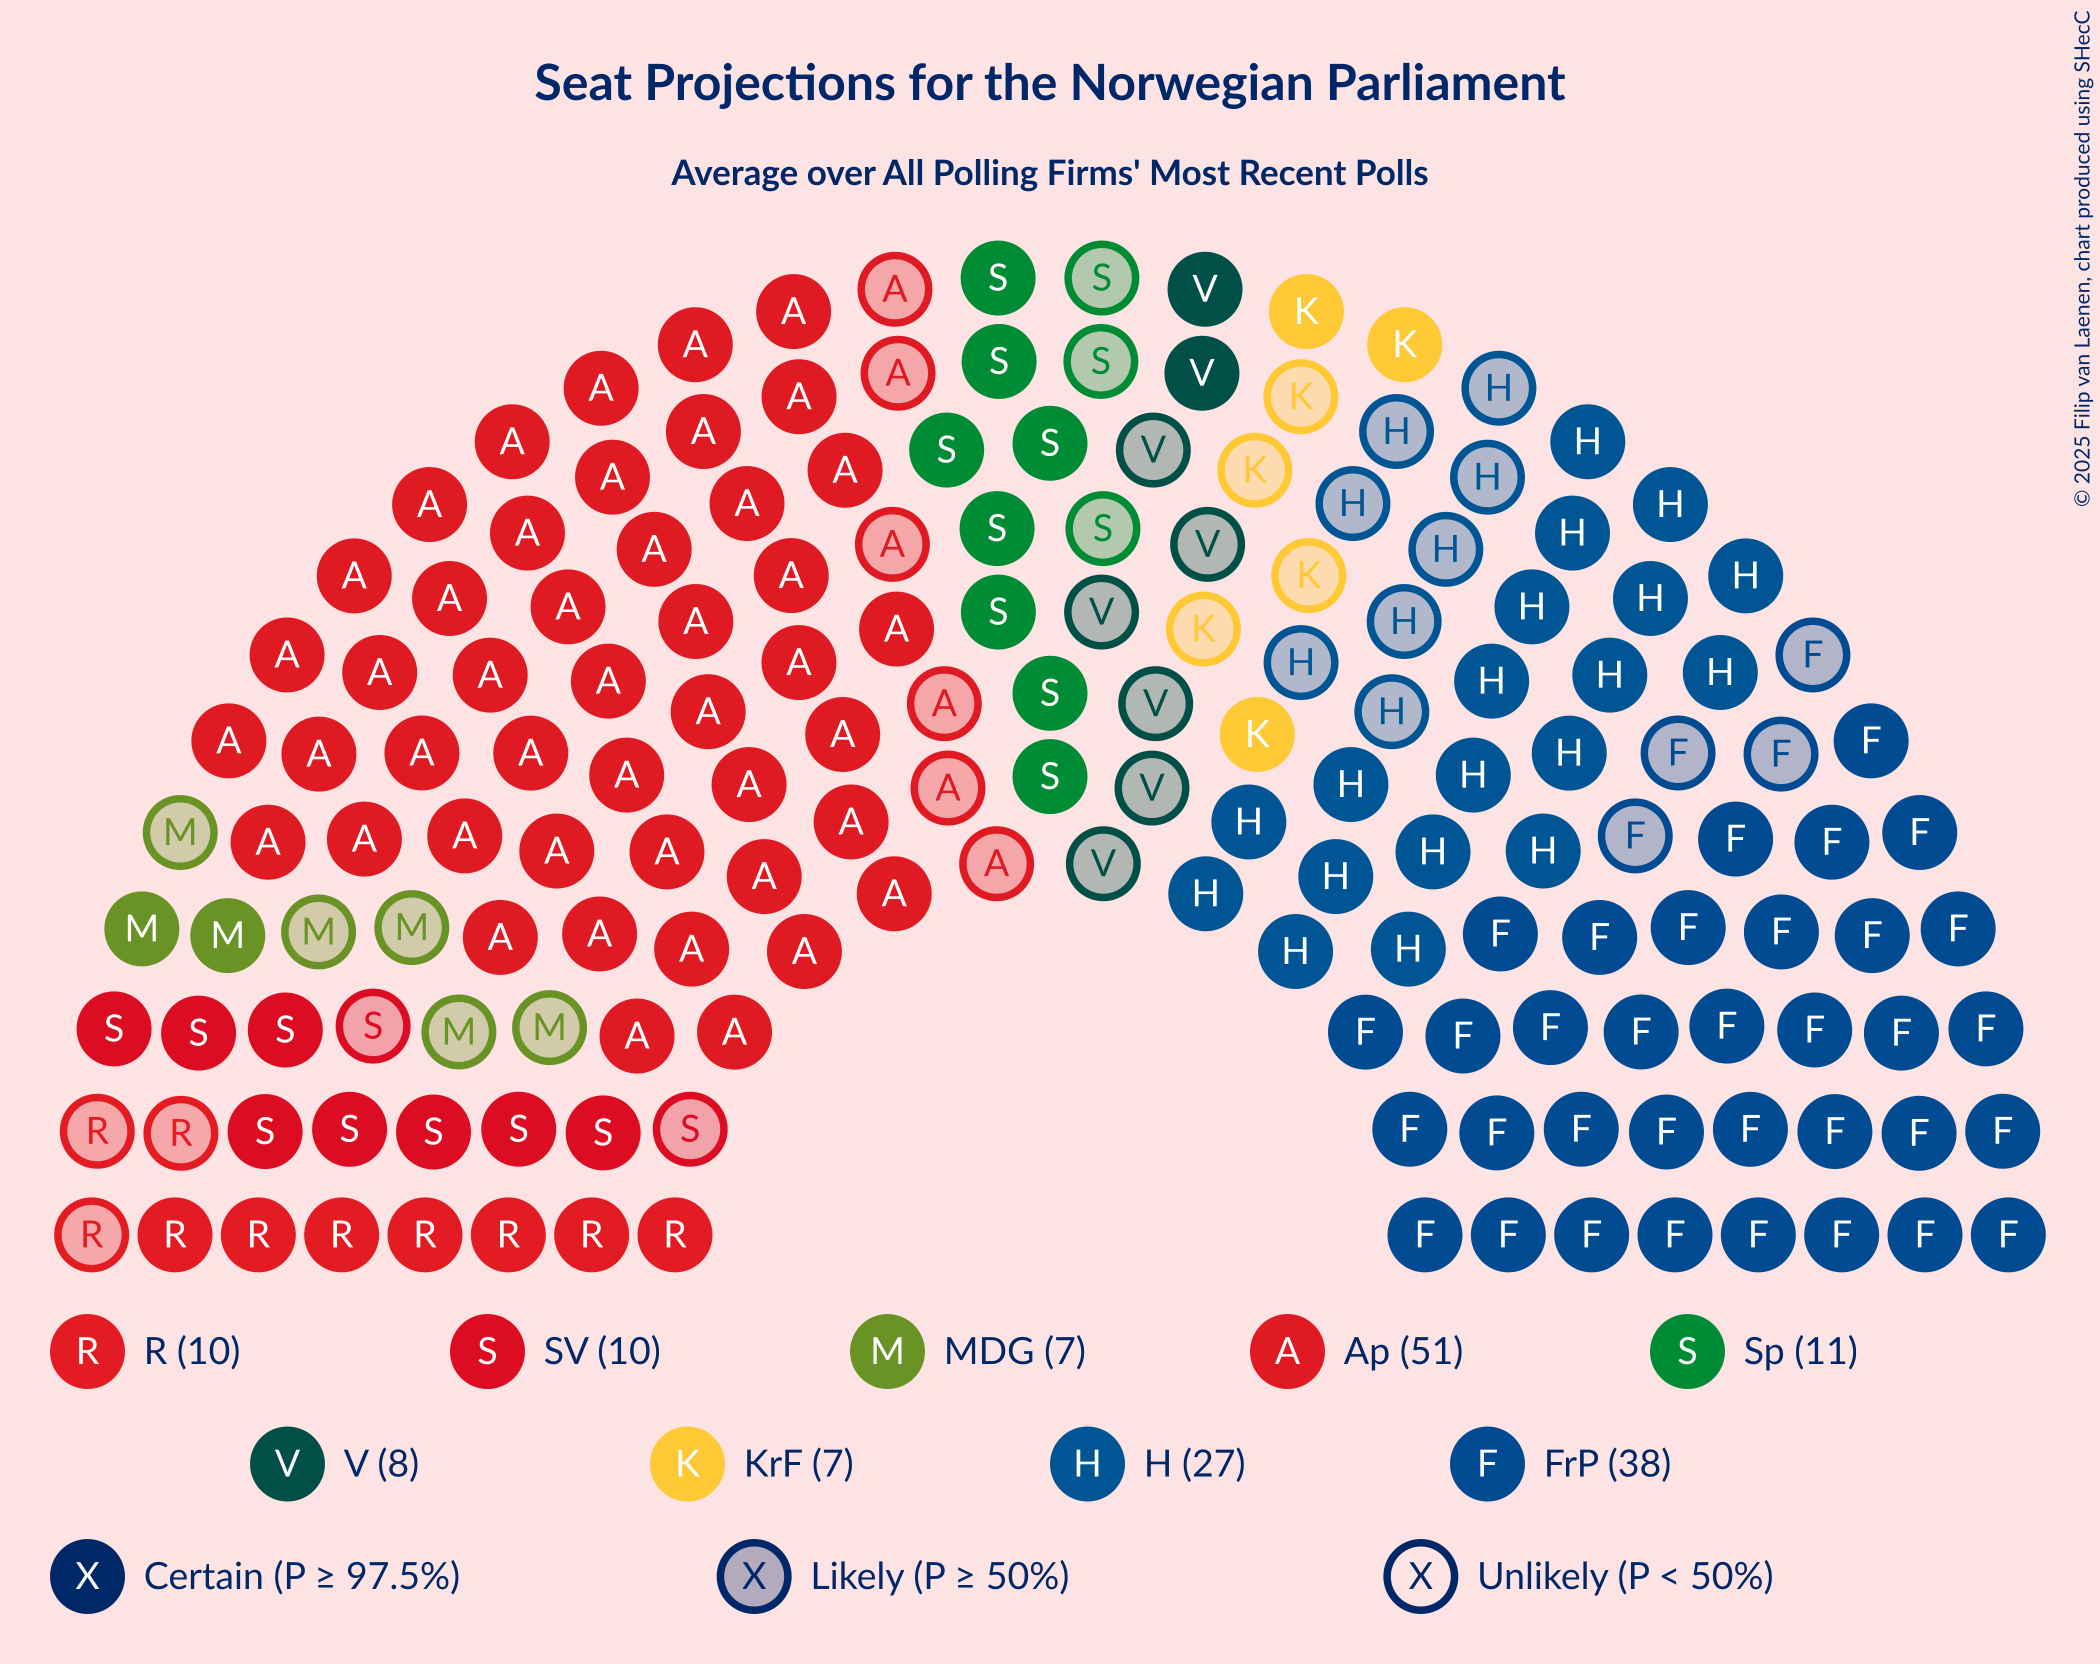 Seat Projections for the Norwegian Parliament
Average over All Polling Firms' Most Recent Polls
© 2025 Filip van Laenen, chart produced using SHecC
A S S V
A K
A K
A A S S V H
A K
A H
A S S V H
A K
A H H
A H H
A A S S V H
A H
A K H
A A S V H
A K H
A H F
A H
A A S V H
A K H
A H F F F
M A A A A A A A A V H H H H H F F F F
M M M M A A A A A H H H F F F F F F
S S S S M M A A F F F F F F F F
R R S S S S S S F F F F F F F F
R R R R R R R R F F F F F F F F
R R (10) S SV (10) M MDG (7) A Ap (51) S Sp (11)
V V (8) K KrF (7) H H (27) F FrP (38)
X Certain (P ≥ 97.5%) X Likely (P ≥ 50%) X Unlikely (P < 50%)